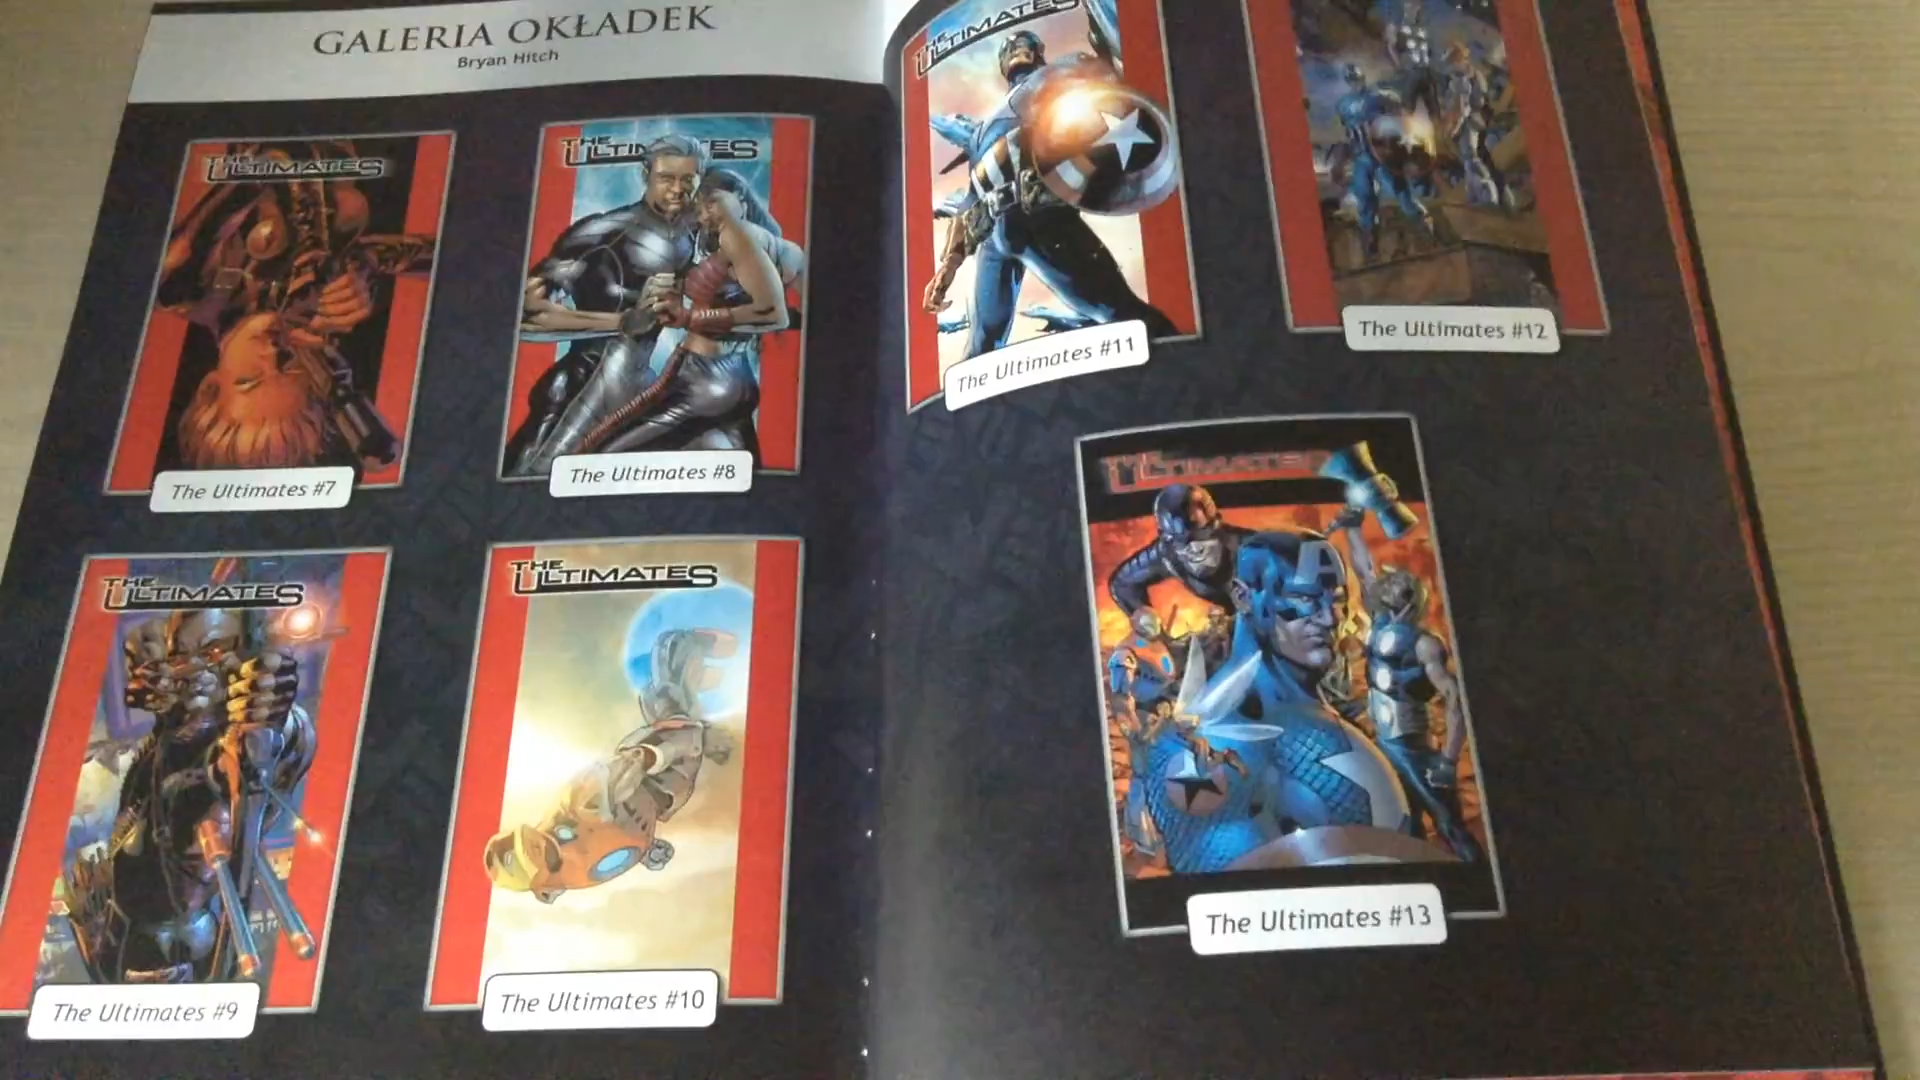 GALERIA OKŁADEK
Bryan Hitch
THE ULTIMATES
The Ultimates #7
THE ULTIMATES
The Ultimates #8
THE ULTIMATES
The Ultimates #9
THE ULTIMATES
The Ultimates #10
THE ULTIMATES
The Ultimates #11
The Ultimates #12
THE ULTIMATES
A
The Ultimates #13